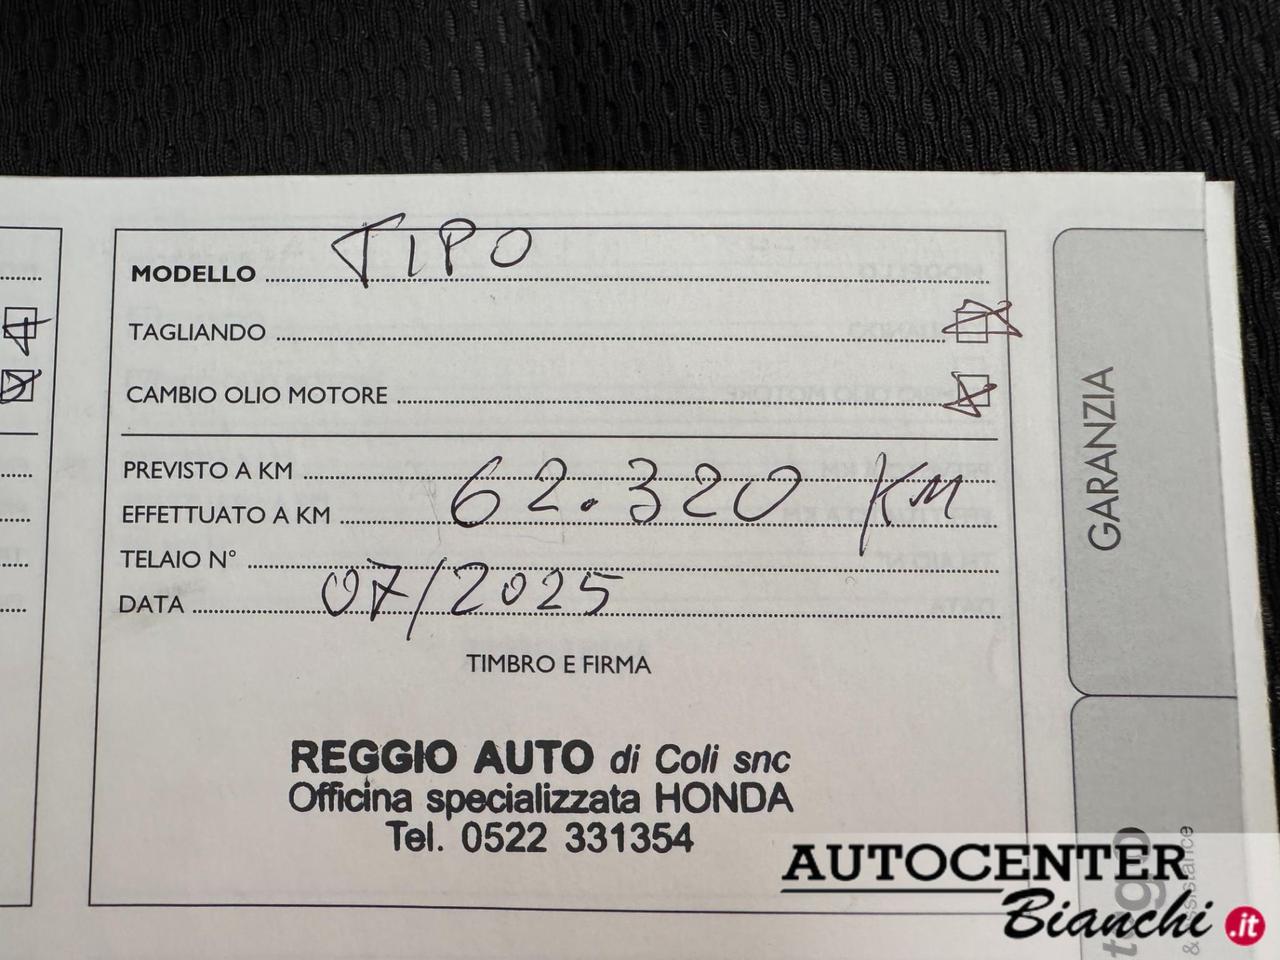 MODELLO TIPO
TAGLIANDO
CAMBIO OLIO MOTORE
PREVISTO A KM
EFFETTUATO A KM 62.320 KM
TELAIO N°
DATA 07/2025
TIMBRO E FIRMA
REGGIO AUTO di Coli snc
Officina specializzata HONDA
Tel. 0522 331354
GARANZIA
AUTOCENTER
Bianchi.it